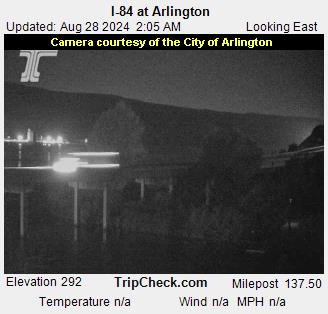 I-84 at Arlington
Updated: Aug 28 2024 2:05 AM Looking East
Camera courtesy of the City of Arlington
Elevation 292 TripCheck.com Milepost 137.50
Temperature n/a Wind n/a MPH n/a